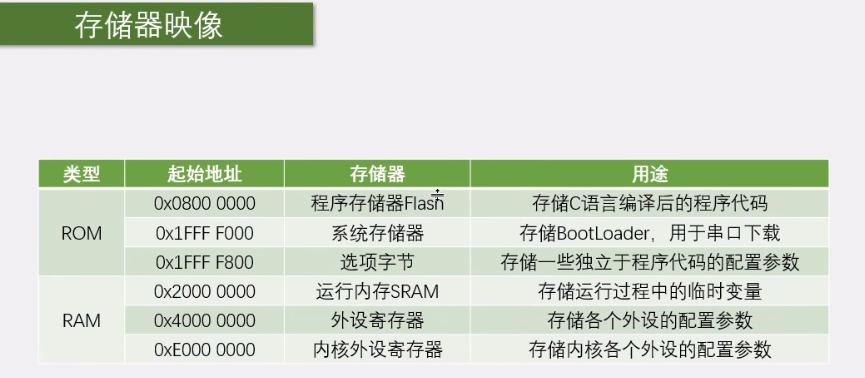 存储器映像
类型 起始地址 存储器 用途
ROM 0x0800 0000 程序存储器Flash 存储C语言编译后的程序代码
0x1FFF F000 系统存储器 存储BootLoader，用于串口下载
0x1FFF F800 选项字节 存储一些独立于程序代码的配置参数
RAM 0x2000 0000 运行内存SRAM 存储运行过程中的临时变量
0x4000 0000 外设寄存器 存储各个外设的配置参数
0xE000 0000 内核外设寄存器 存储内核各个外设的配置参数